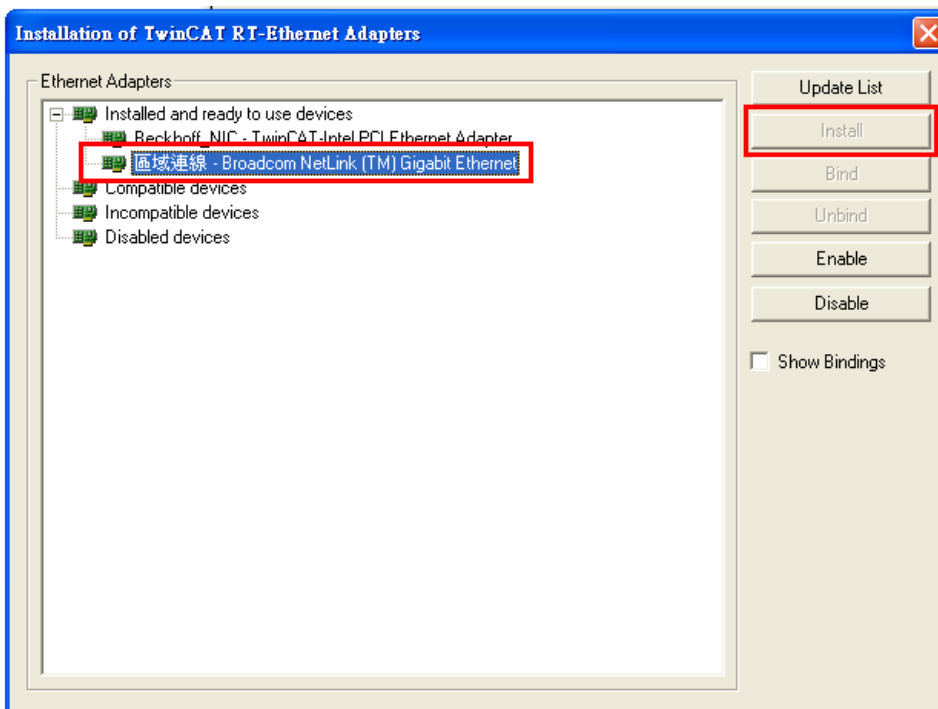 Installation of TwinCAT RT-Ethernet Adapters
Ethernet Adapters
Installed and ready to use devices
Beckhoff_NIC - TwinCAT-Intel PCI Ethernet Adapter
區域連線 - Broadcom NetLink (TM) Gigabit Ethernet
Compatible devices
Incompatible devices
Disabled devices
Update List
Install
Bind
Unbind
Enable
Disable
Show Bindings